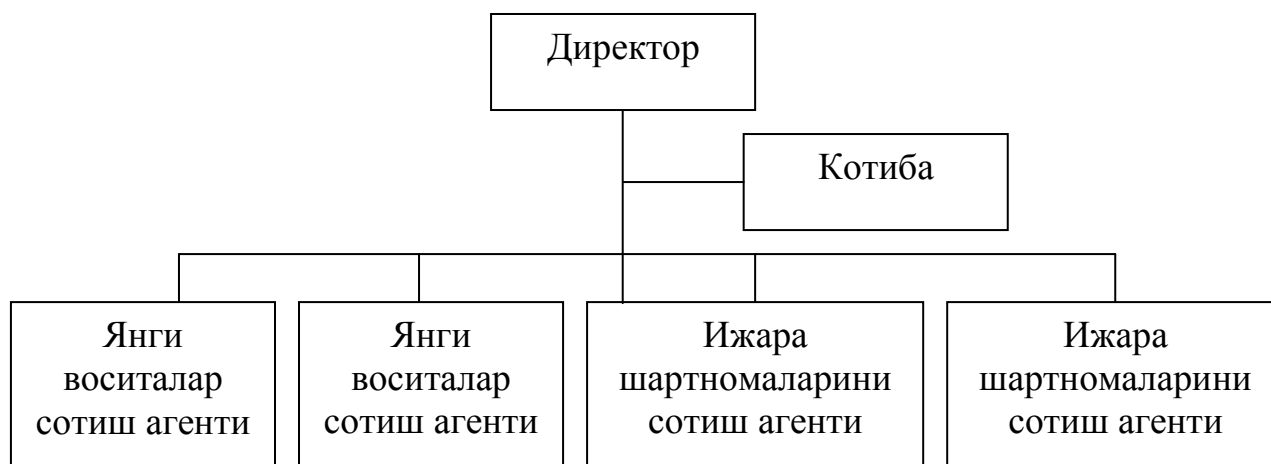 Директор
Котиба
Янги
воситалар
сотиш агенти
Янги
воситалар
сотиш агенти
Ижара
шартномаларини
сотиш агенти
Ижара
шартномаларини
сотиш агенти